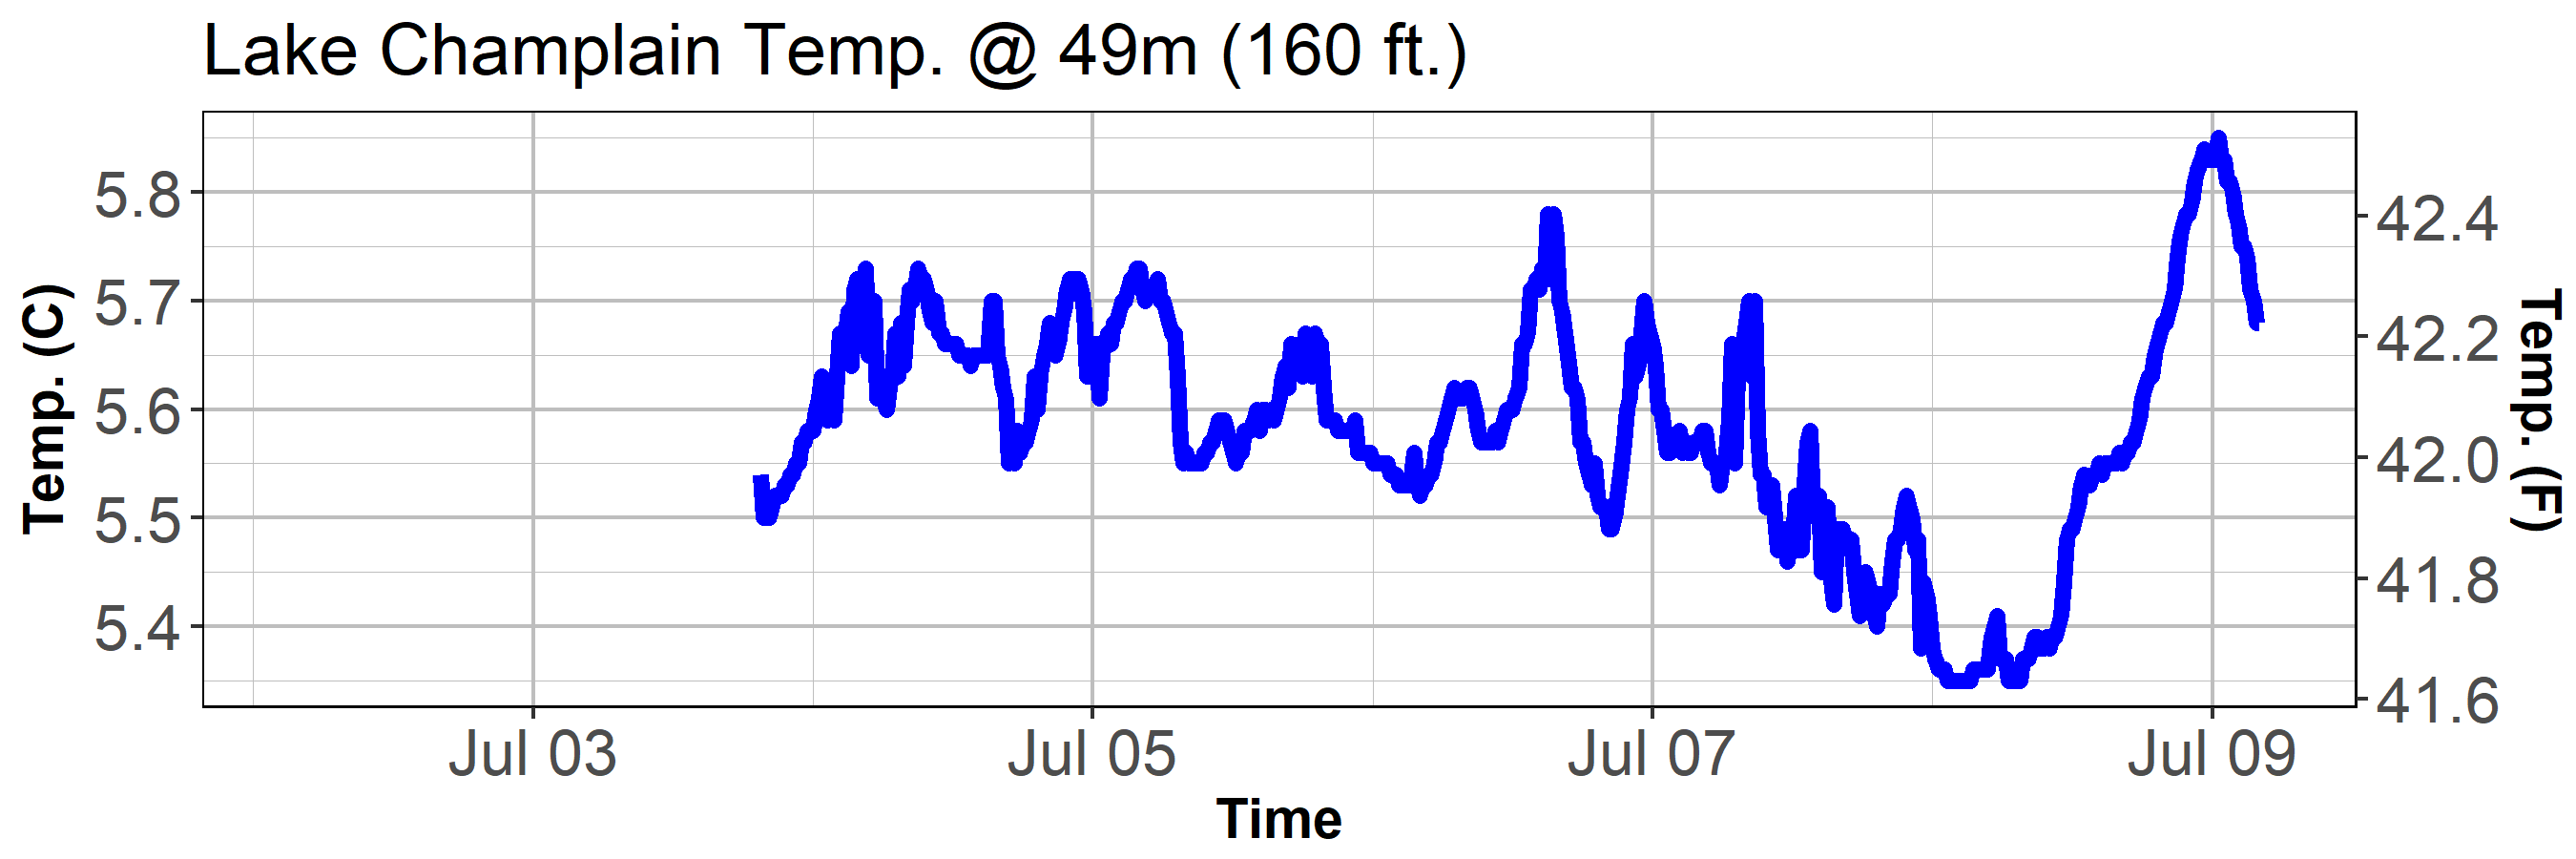 Lake Champlain Temp. @ 49m (160 ft.)
Temp. (C)
5.8
5.7
5.6
5.5
5.4
42.4
42.2
42.0
41.8
41.6
Temp. (F)
Jul 03
Jul 05
Jul 07
Jul 09
Time